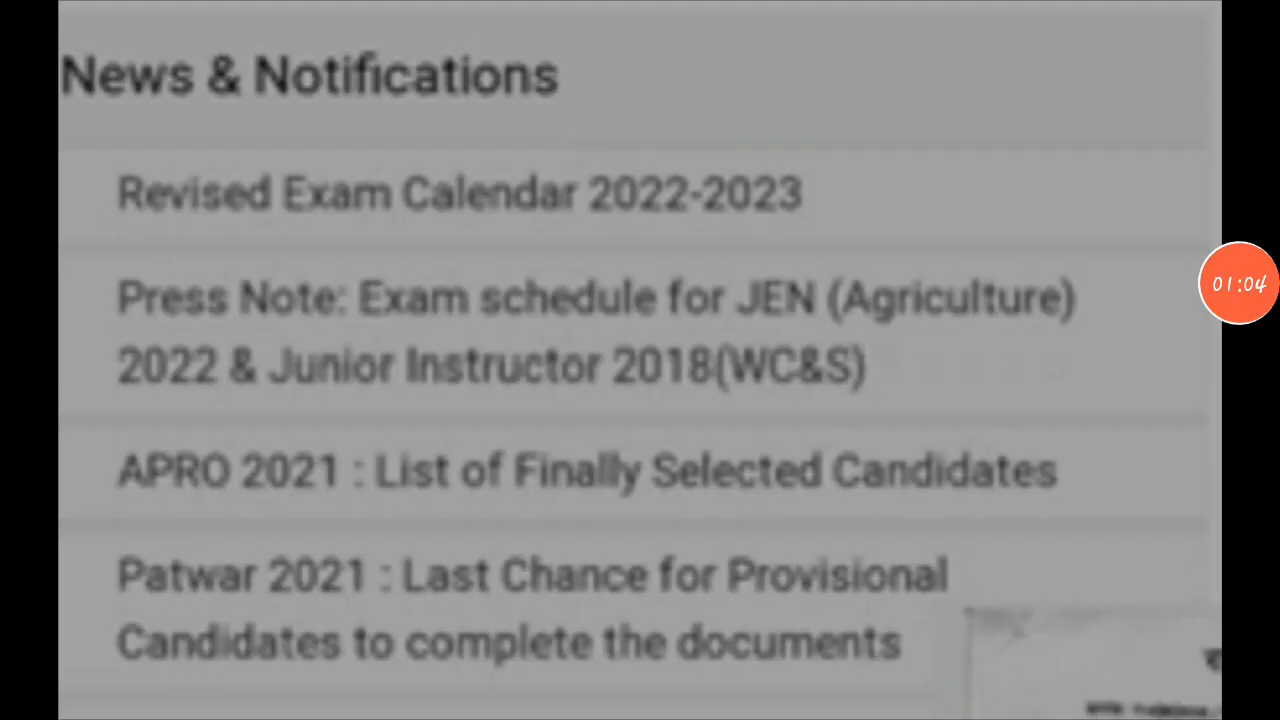 News & Notifications
Revised Exam Calendar 2022-2023
Press Note: Exam schedule for JEN (Agriculture)
01:04
2022 & Junior Instructor 2018(WC&S)
APRO 2021 : List of Finally Selected Candidates
Patwar 2021 : Last Chance for Provisional
Candidates to complete the documents